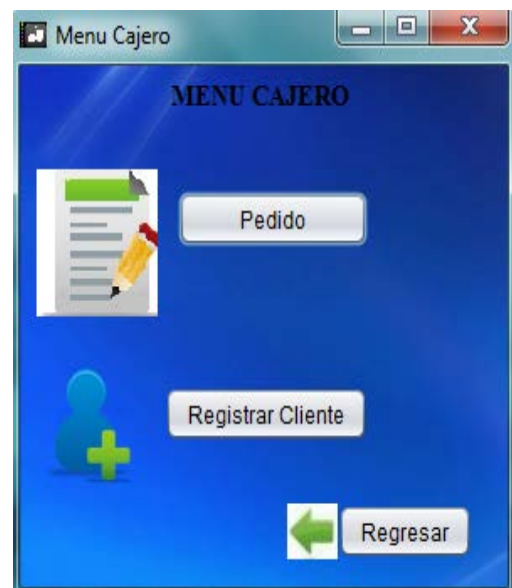 Menu Cajero
MENU CAJERO
Pedido
Registrar Cliente
Regresar